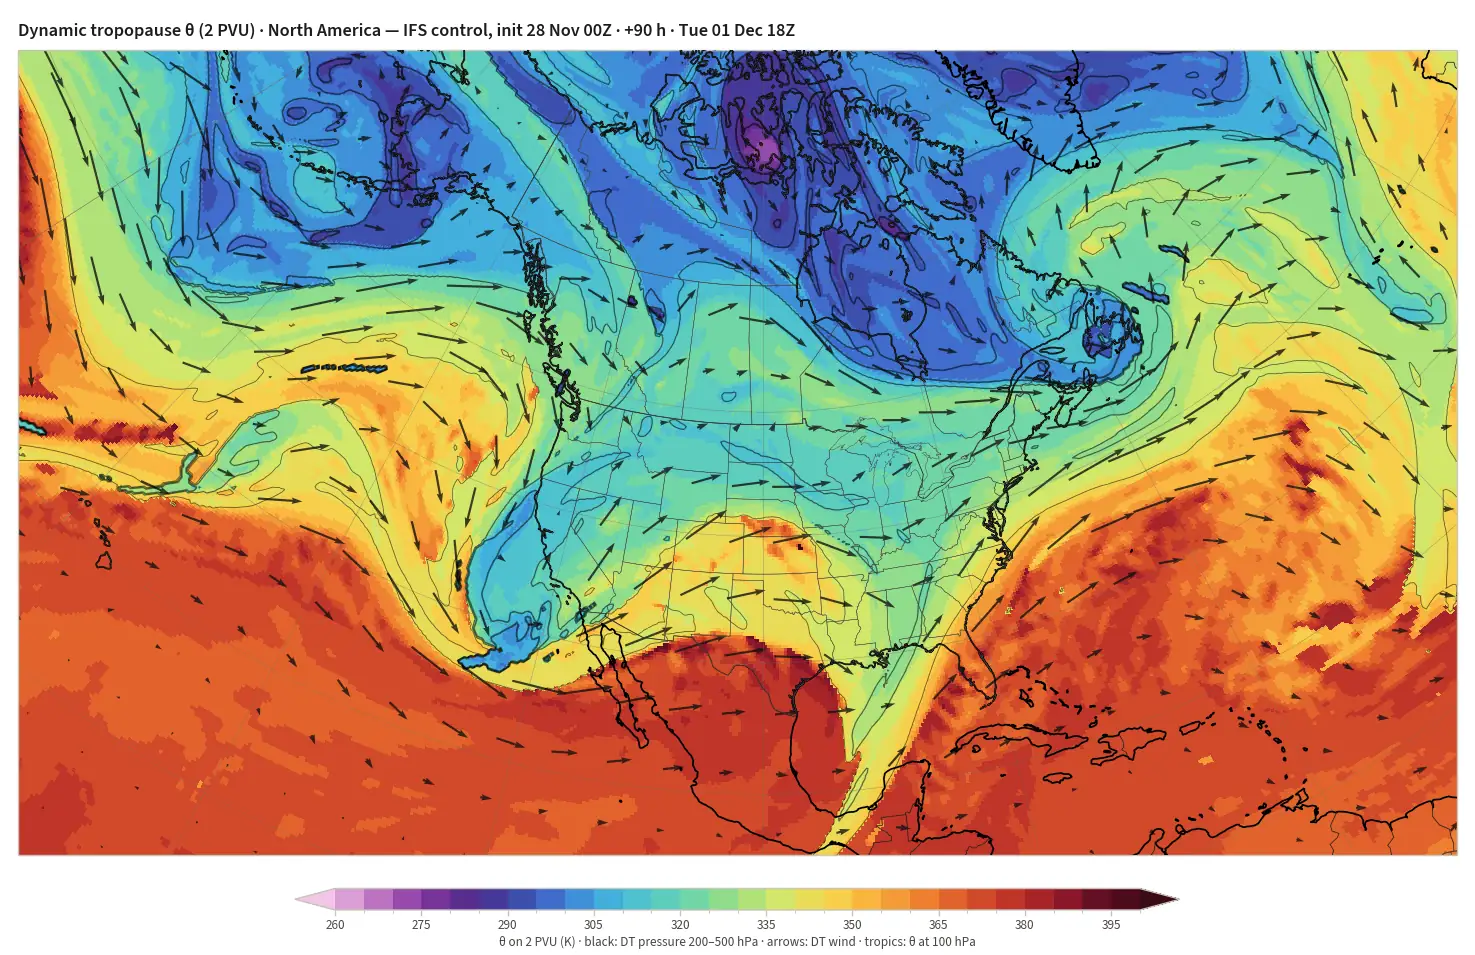 Dynamic tropopause θ (2 PVU) · North America — IFS control, init 28 Nov 00Z · +90 h · Tue 01 Dec 18Z
260 275 290 305 320 335 350 365 380 395
θ on 2 PVU (K) · black: DT pressure 200–500 hPa · arrows: DT wind · tropics: θ at 100 hPa